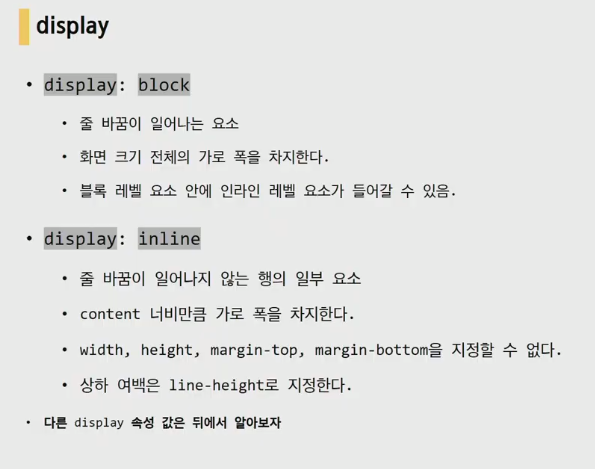 display
• display: block
• 줄 바꿈이 일어나는 요소
• 화면 크기 전체의 가로 폭을 차지한다.
• 블록 레벨 요소 안에 인라인 레벨 요소가 들어갈 수 있음.
• display: inline
• 줄 바꿈이 일어나지 않는 행의 일부 요소
• content 너비만큼 가로 폭을 차지한다.
• width, height, margin-top, margin-bottom을 지정할 수 없다.
• 상하 여백은 line-height로 지정한다.
• 다른 display 속성 값은 뒤에서 알아보자